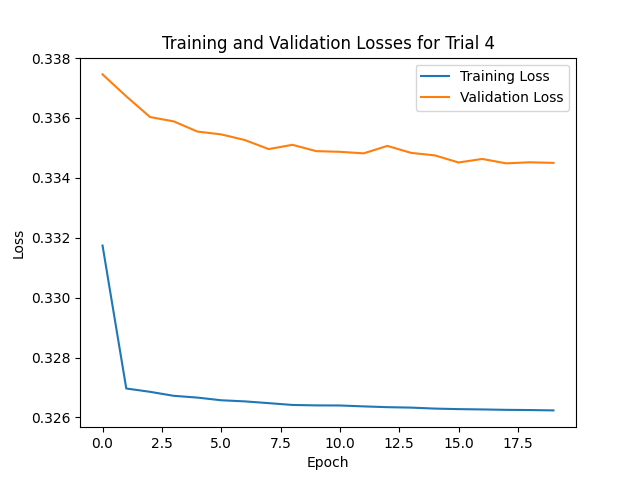 Training and Validation Losses for Trial 4
Training Loss
Validation Loss
0.338
0.336
0.334
0.332
0.330
0.328
0.326
Loss
0.0 2.5 5.0 7.5 10.0 12.5 15.0 17.5
Epoch